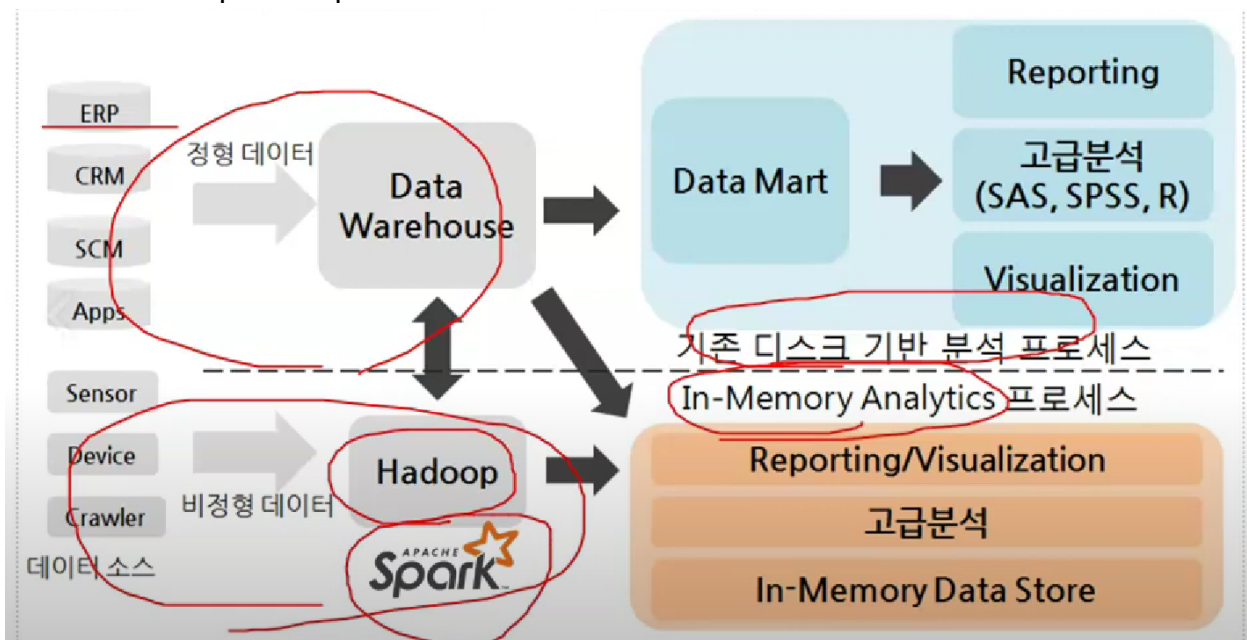 ERP
CRM
SCM
Apps
정형 데이터
Data
Warehouse
Data Mart
Reporting
고급분석
(SAS, SPSS, R)
Visualization
기존 디스크 기반 분석 프로세스
In-Memory Analytics 프로세스
Sensor
Device
Crawler
데이터 소스
비정형 데이터
Hadoop
APACHE
Spark
Reporting/Visualization
고급분석
In-Memory Data Store